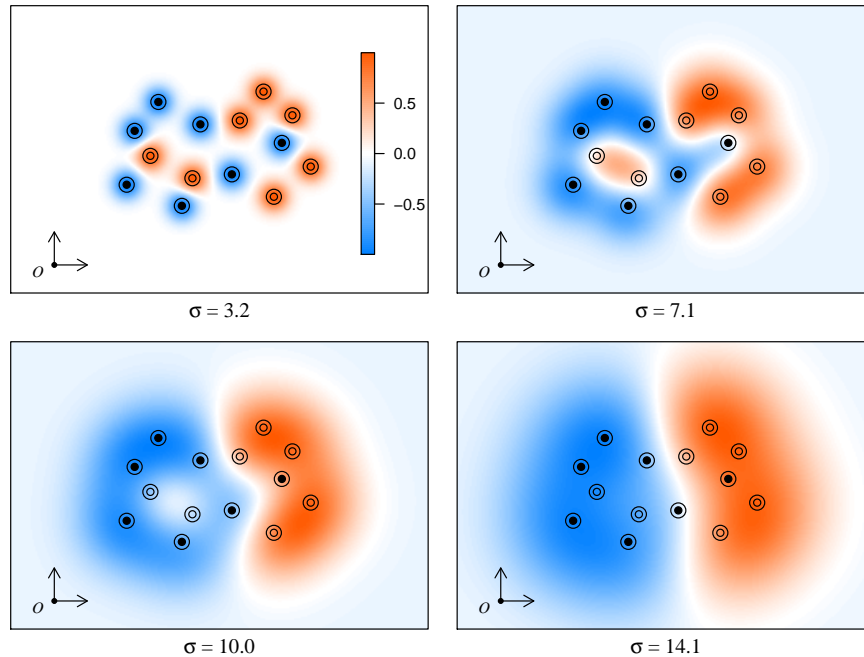 0.5
0.0
−0.5
O
σ = 3.2
O
σ = 7.1
O
σ = 10.0
O
σ = 14.1